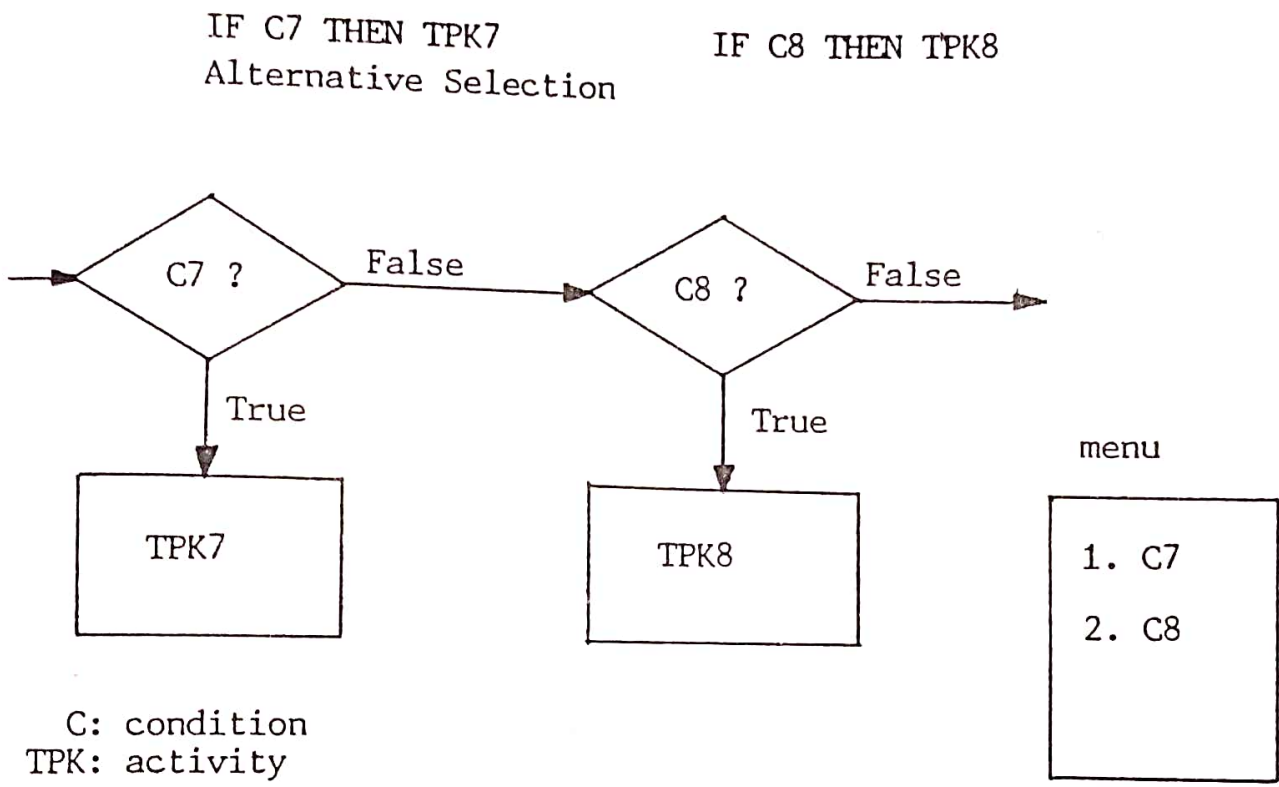 IF C7 THEN TPK7
IF C8 THEN TPK8
Alternative Selection
C7 ?
False
C8 ?
False
True
True
menu
TPK7
TPK8
1. C7
2. C8
C: condition
TPK: activity